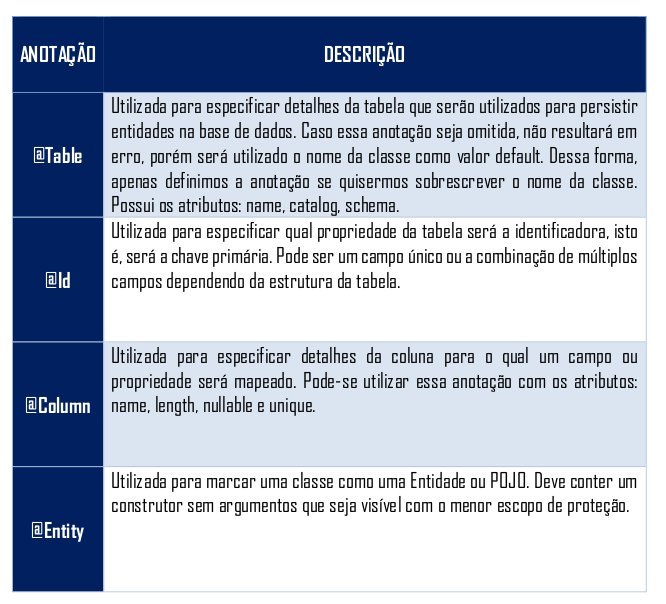 ANOTAÇÃO DESCRIÇÃO
@Table
Utilizada para especificar detalhes da tabela que serão utilizados para persistir
entidades na base de dados. Caso essa anotação seja omitida, não resultará em
erro, porém será utilizado o nome da classe como valor default. Dessa forma,
apenas definimos a anotação se quisermos sobrescrever o nome da classe.
Possui os atributos: name, catalog, schema.
@Id
Utilizada para especificar qual propriedade da tabela será a identificadora, isto
é, será a chave primária. Pode ser um campo único ou a combinação de múltiplos
campos dependendo da estrutura da tabela.
@Column
Utilizada para especificar detalhes da coluna para o qual um campo ou
propriedade será mapeado. Pode-se utilizar essa anotação com os atributos:
name, length, nullable e unique.
@Entity
Utilizada para marcar uma classe como uma Entidade ou POJO. Deve conter um
construtor sem argumentos que seja visível com o menor escopo de proteção.